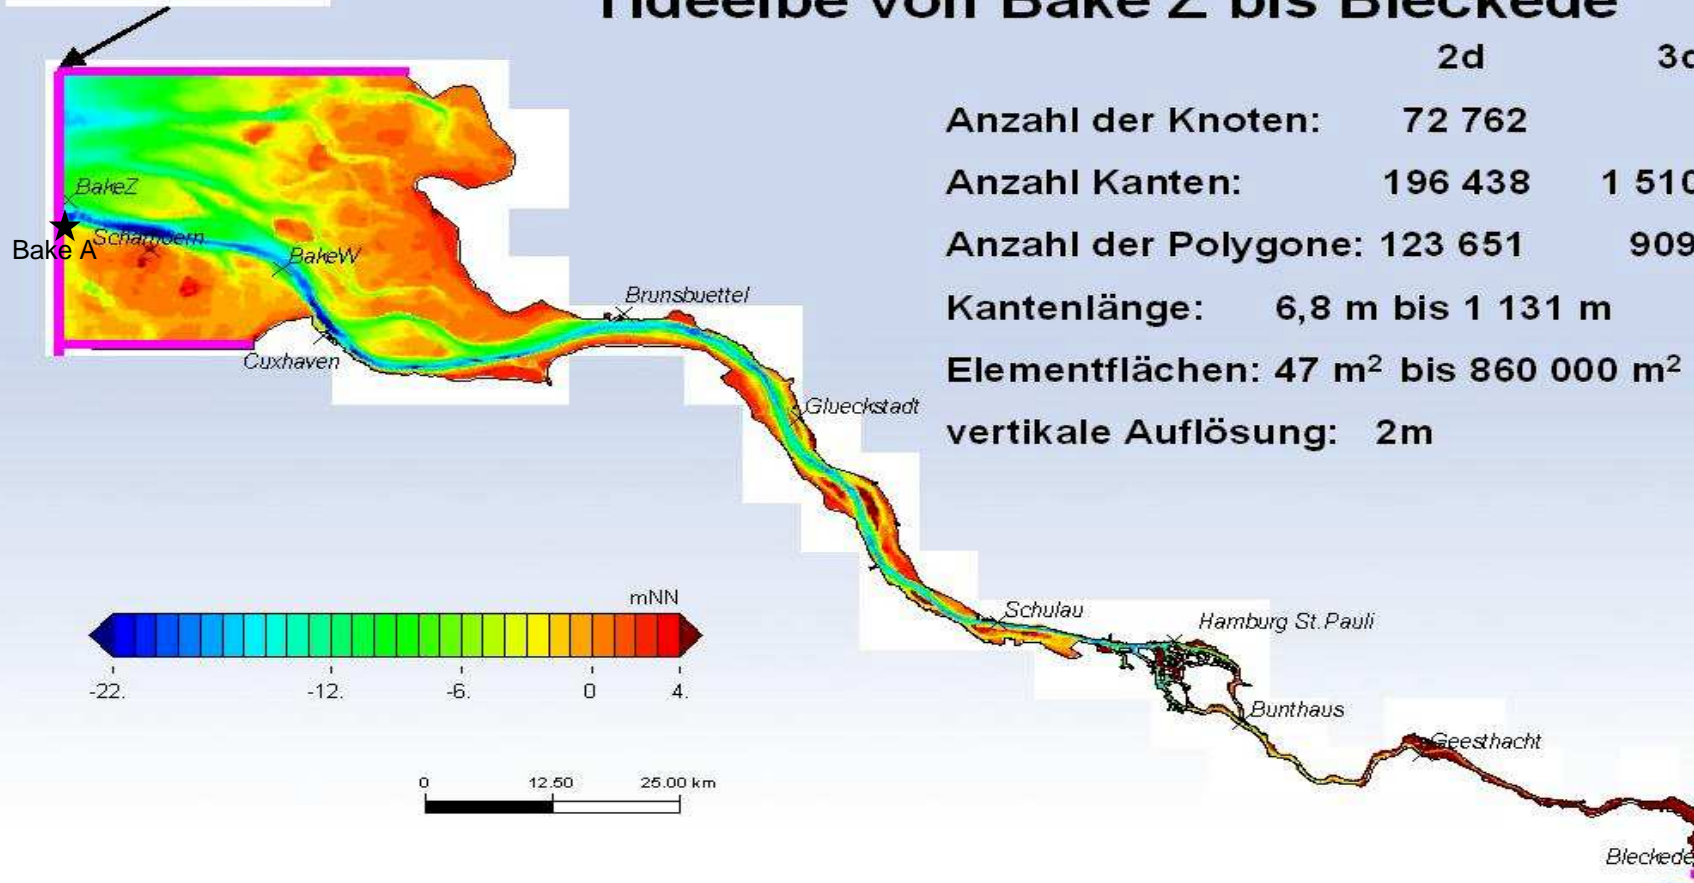 Tideelbe von Bake Z bis Bleckede
2d
Anzahl der Knoten: 72 762
Anzahl Kanten: 196 438 1 510
Anzahl der Polygone: 123 651 909
Kantenlänge: 6,8 m bis 1 131 m
Elementflächen: 47 m² bis 860 000 m²
vertikale Auflösung: 2m
BakeZ
Bake A
Scharhoern
BakeW
Brunsbuettel
Cuxhaven
Glueckstadt
Schulau
Hamburg St.Pauli
Bunthaus
Geesthacht
Bleckede
mNN
-22. -12. -6. 0 4.
0 12.50 25.00 km